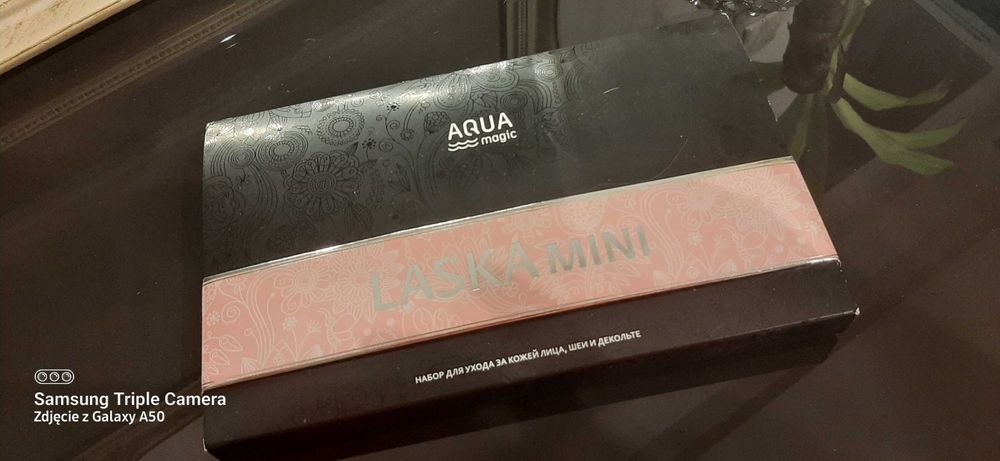 AQUA
magic
LASKA MINI
НАБОР ДЛЯ УХОДА ЗА КОЖЕЙ ЛИЦА, ШЕИ И ДЕКОЛЬТЕ
Samsung Triple Camera
Zdjęcie z Galaxy A50